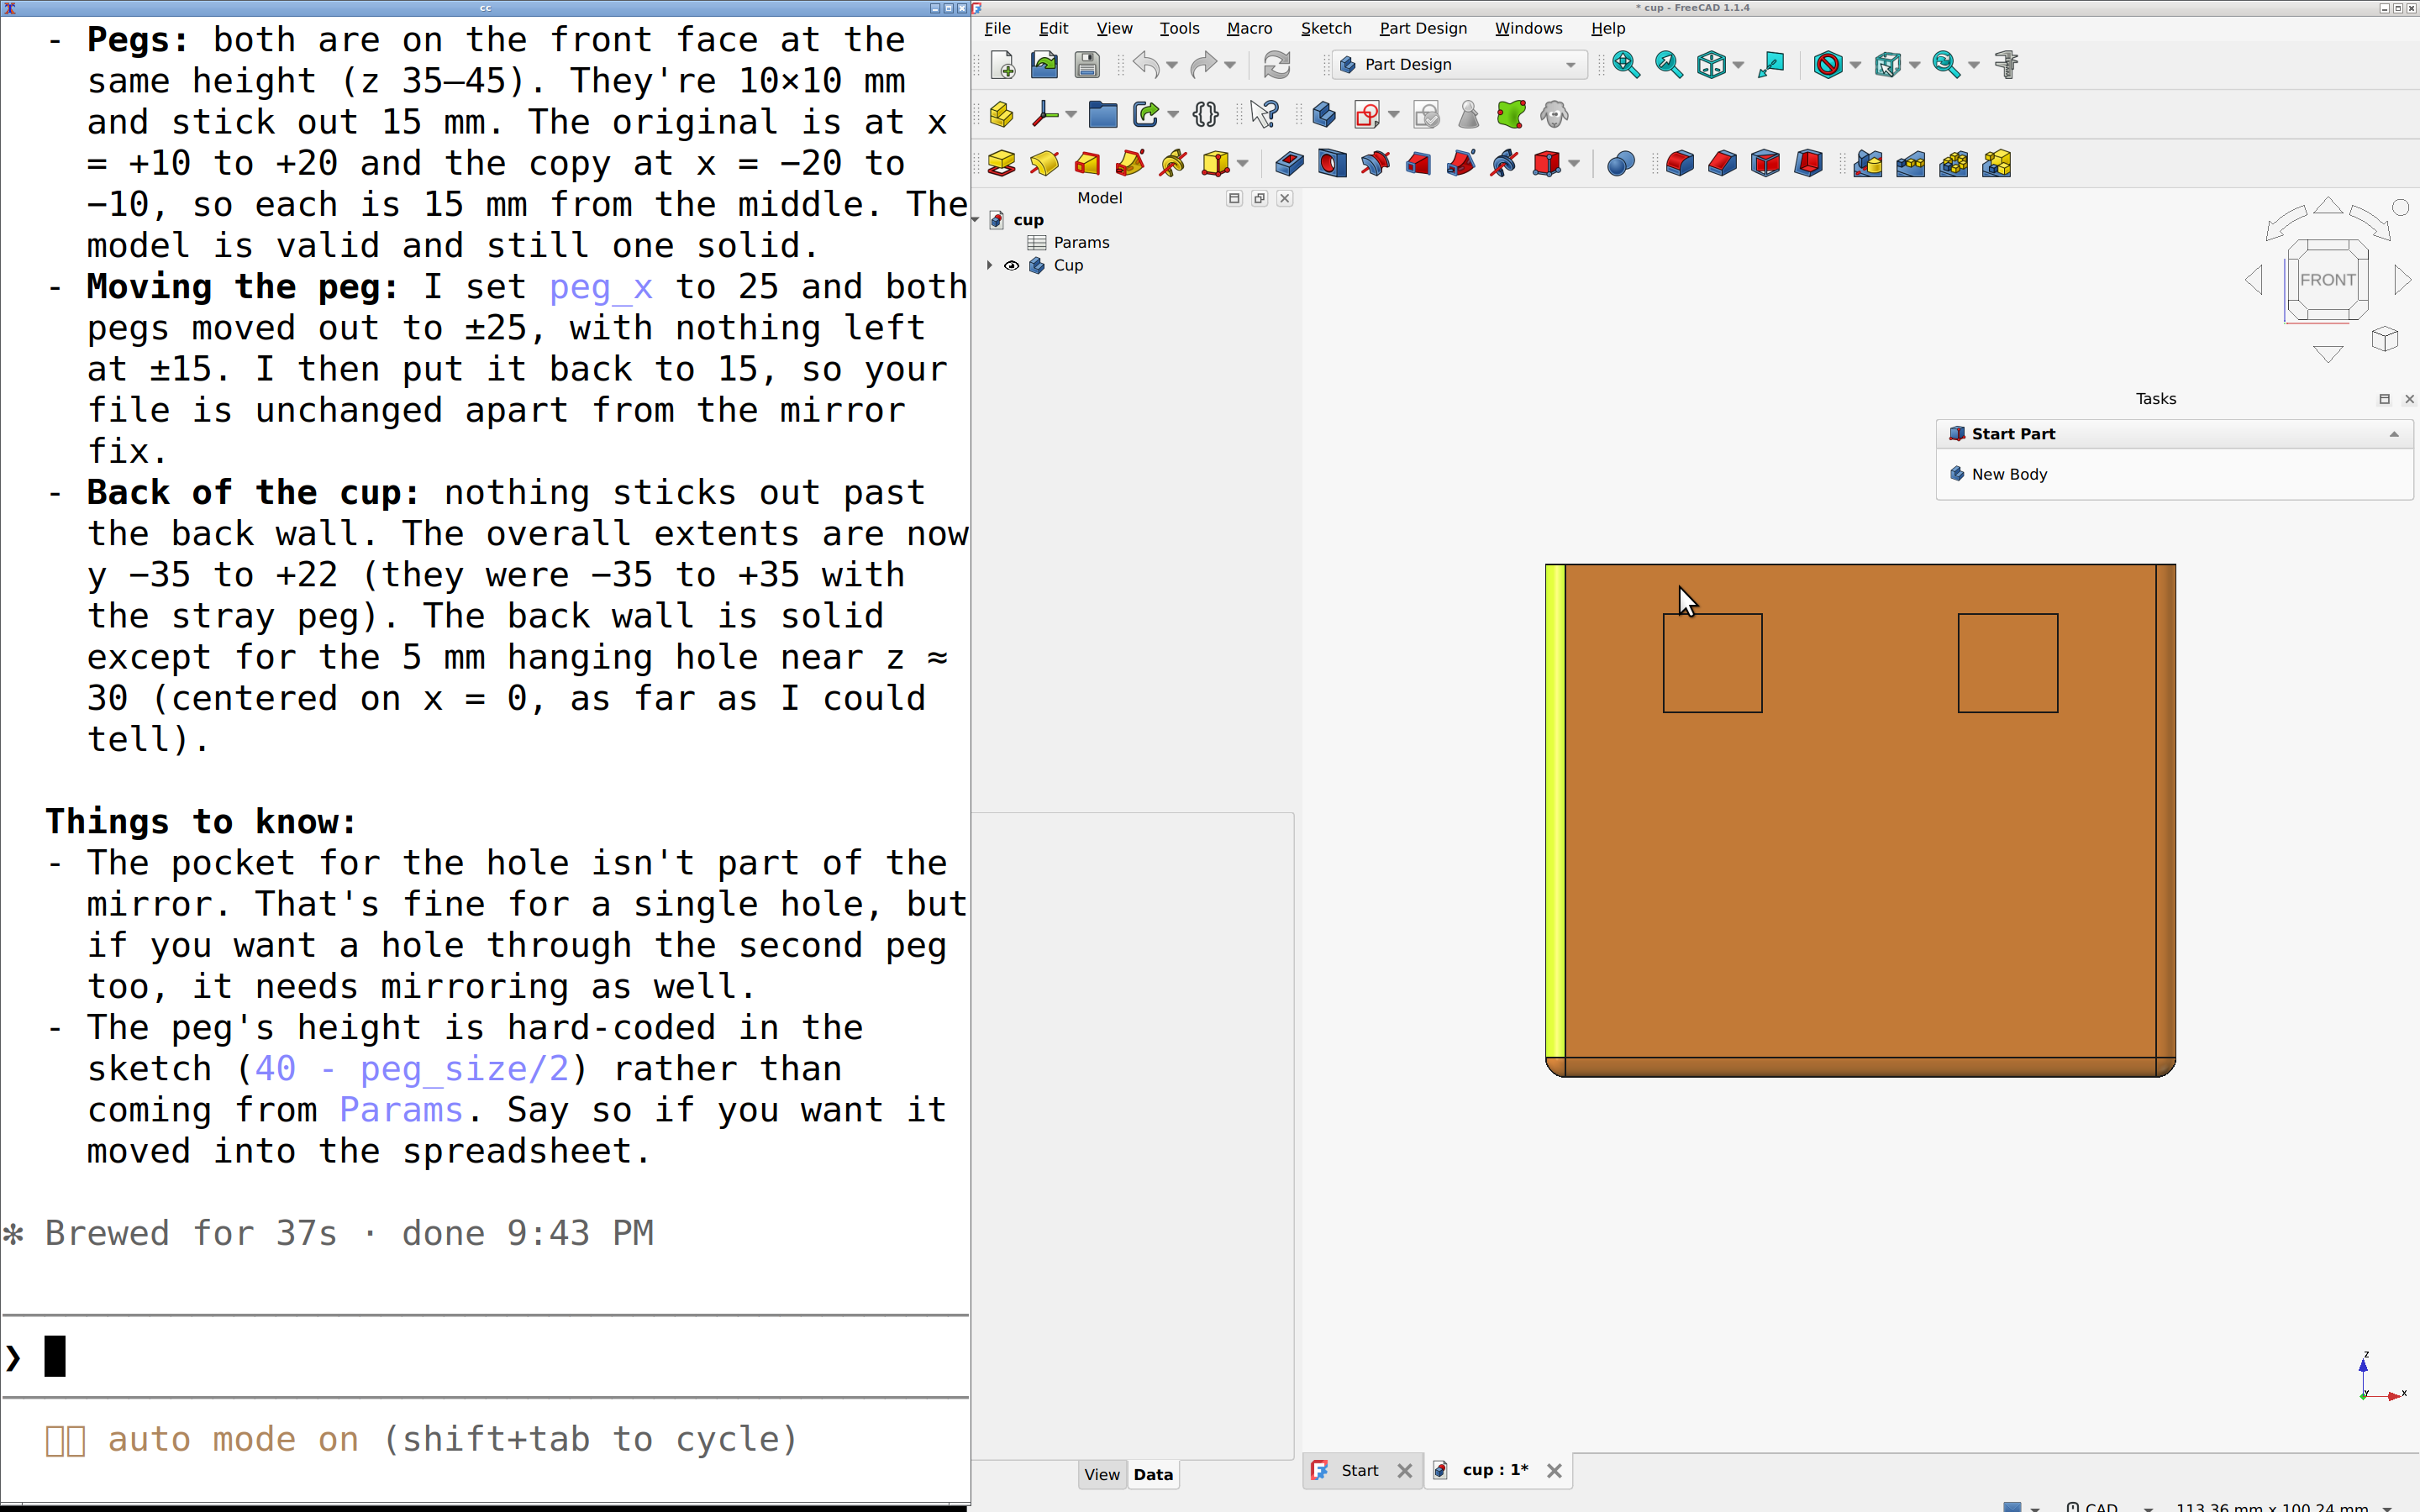 cc
- Pegs: both are on the front face at the
same height (z 35–45). They're 10×10 mm
and stick out 15 mm. The original is at x
= +10 to +20 and the copy at x = −20 to
−10, so each is 15 mm from the middle. The
model is valid and still one solid.
- Moving the peg: I set peg_x to 25 and both
pegs moved out to ±25, with nothing left
at ±15. I then put it back to 15, so your
file is unchanged apart from the mirror
fix.
- Back of the cup: nothing sticks out past
the back wall. The overall extents are now
y −35 to +22 (they were −35 to +35 with
the stray peg). The back wall is solid
except for the 5 mm hanging hole near z ≈
30 (centered on x = 0, as far as I could
tell).
Things to know:
- The pocket for the hole isn't part of the
mirror. That's fine for a single hole, but
if you want a hole through the second peg
too, it needs mirroring as well.
- The peg's height is hard-coded in the
sketch (40 - peg_size/2) rather than
coming from Params. Say so if you want it
moved into the spreadsheet.
✻ Brewed for 37s · done 9:43 PM
❯
auto mode on (shift+tab to cycle)
* cup - FreeCAD 1.1.4
File Edit View Tools Macro Sketch Part Design Windows Help
Part Design
Model
cup
Params
Cup
FRONT
Tasks
Start Part
New Body
z
Y
x
View Data
Start
cup : 1*
CAD
113.36 mm x 100.24 mm